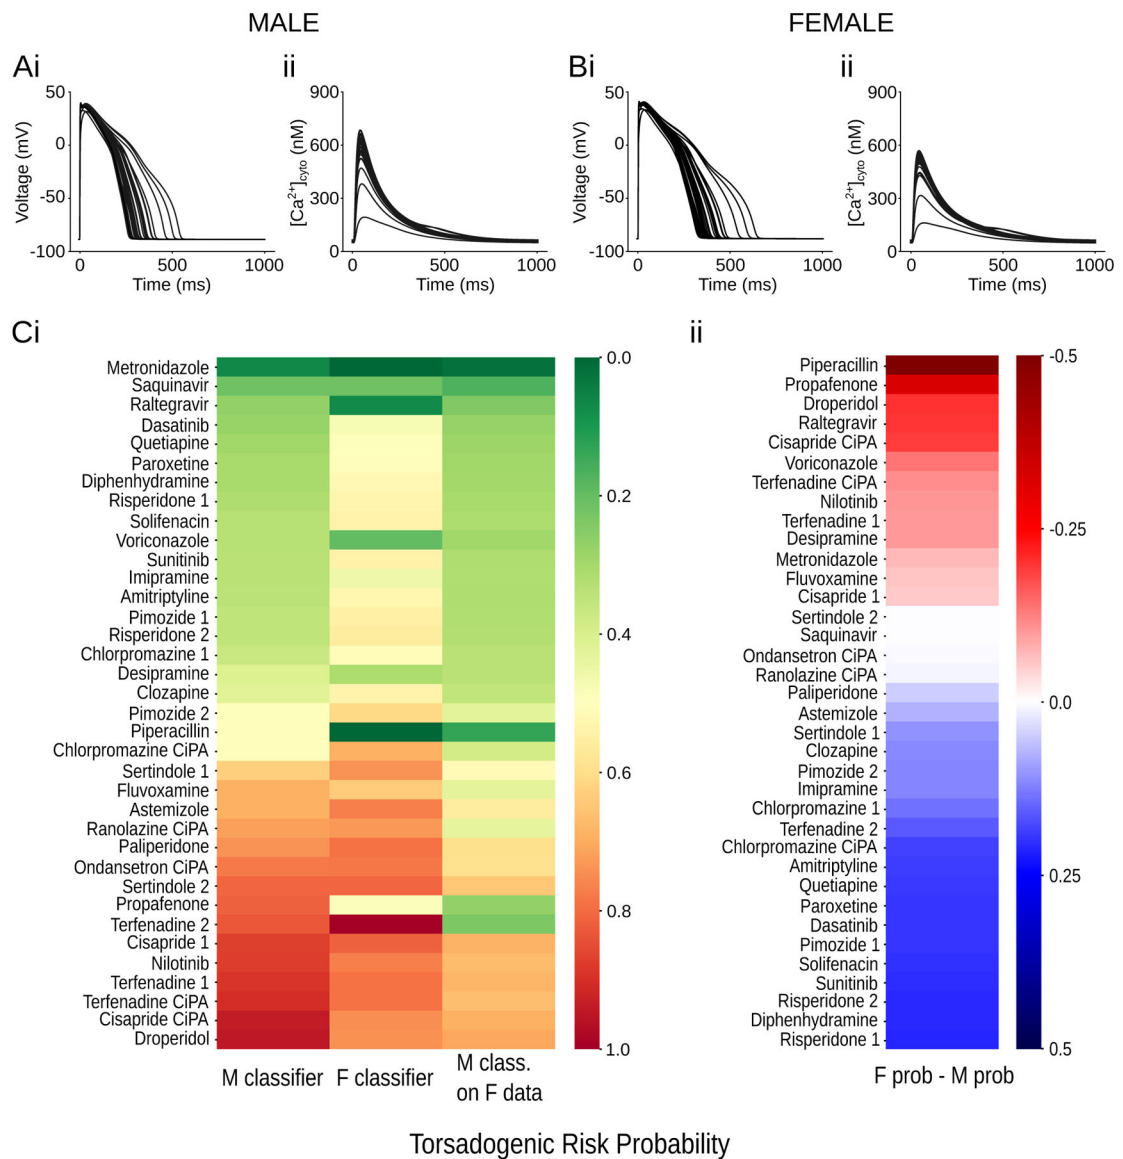 MALE
FEMALE
Ai
ii
Bi
ii
50
0
-50
-100
Voltage (mV)
0
500
1000
Time (ms)
900
600
300
0
[Ca²⁺]cyto (nM)
0
500
1000
Time (ms)
50
0
-50
-100
Voltage (mV)
0
500
1000
Time (ms)
900
600
300
0
[Ca²⁺]cyto (nM)
0
500
1000
Time (ms)
Ci
Metronidazole
Saquinavir
Raltegravir
Dasatinib
Quetiapine
Paroxetine
Diphenhydramine
Risperidone 1
Solifenacin
Voriconazole
Sunitinib
Imipramine
Amitriptyline
Pimozide 1
Risperidone 2
Chlorpromazine 1
Desipramine
Clozapine
Pimozide 2
Piperacillin
Chlorpromazine CiPA
Sertindole 1
Fluvoxamine
Astemizole
Ranolazine CiPA
Paliperidone
Ondansetron CiPA
Sertindole 2
Propafenone
Terfenadine 2
Cisapride 1
Nilotinib
Terfenadine 1
Terfenadine CiPA
Cisapride CiPA
Droperidol
M classifier
F classifier
M class.
on F data
0.0
0.2
0.4
0.6
0.8
1.0
ii
Piperacillin
Propafenone
Droperidol
Raltegravir
Cisapride CiPA
Voriconazole
Terfenadine CiPA
Nilotinib
Terfenadine 1
Desipramine
Metronidazole
Fluvoxamine
Cisapride 1
Sertindole 2
Saquinavir
Ondansetron CiPA
Ranolazine CiPA
Paliperidone
Astemizole
Sertindole 1
Clozapine
Pimozide 2
Imipramine
Chlorpromazine 1
Terfenadine 2
Chlorpromazine CiPA
Amitriptyline
Quetiapine
Paroxetine
Dasatinib
Pimozide 1
Solifenacin
Sunitinib
Risperidone 2
Diphenhydramine
Risperidone 1
F prob - M prob
-0.5
-0.25
0.0
0.25
0.5
Torsadogenic Risk Probability